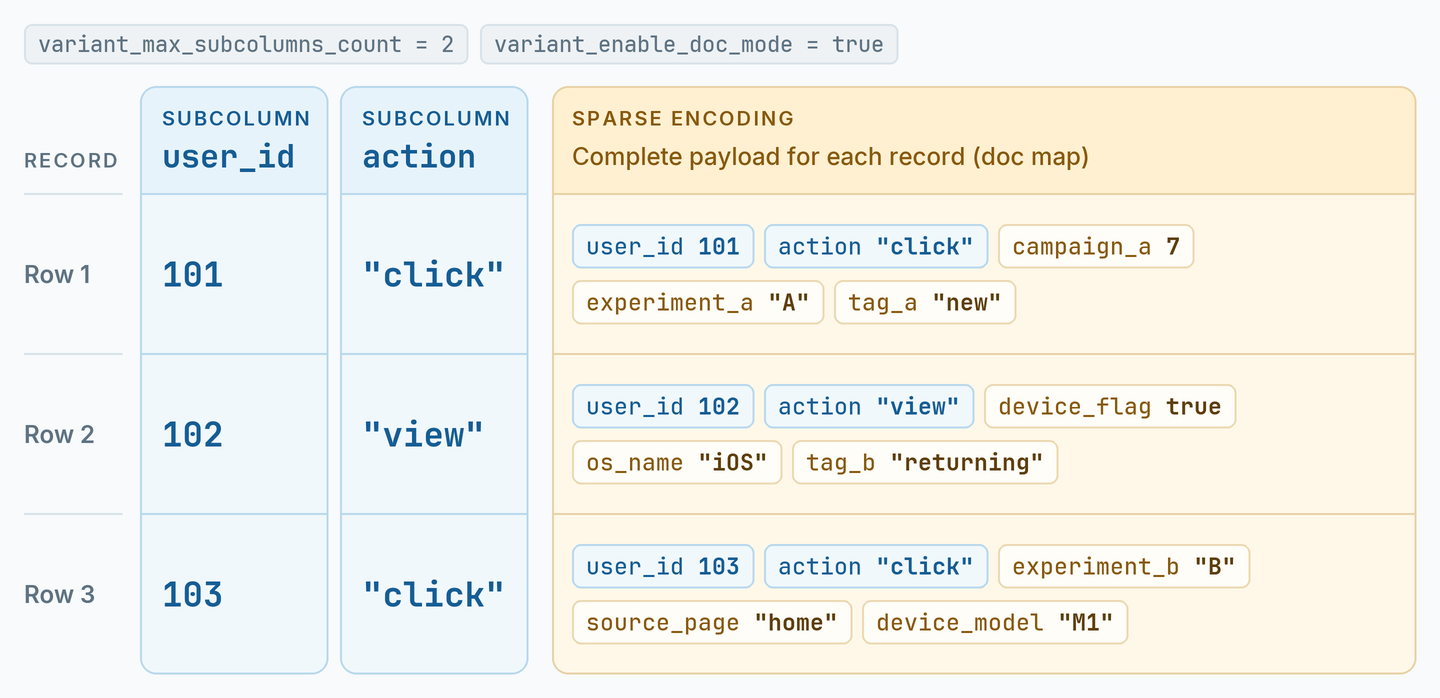 variant_max_subcolumns_count = 2 variant_enable_doc_mode = true
RECORD
SUBCOLUMN
user_id
SUBCOLUMN
action
SPARSE ENCODING
Complete payload for each record (doc map)
Row 1
101
"click"
user_id 101 action "click" campaign_a 7
experiment_a "A" tag_a "new"
Row 2
102
"view"
user_id 102 action "view" device_flag true
os_name "iOS" tag_b "returning"
Row 3
103
"click"
user_id 103 action "click" experiment_b "B"
source_page "home" device_model "M1"